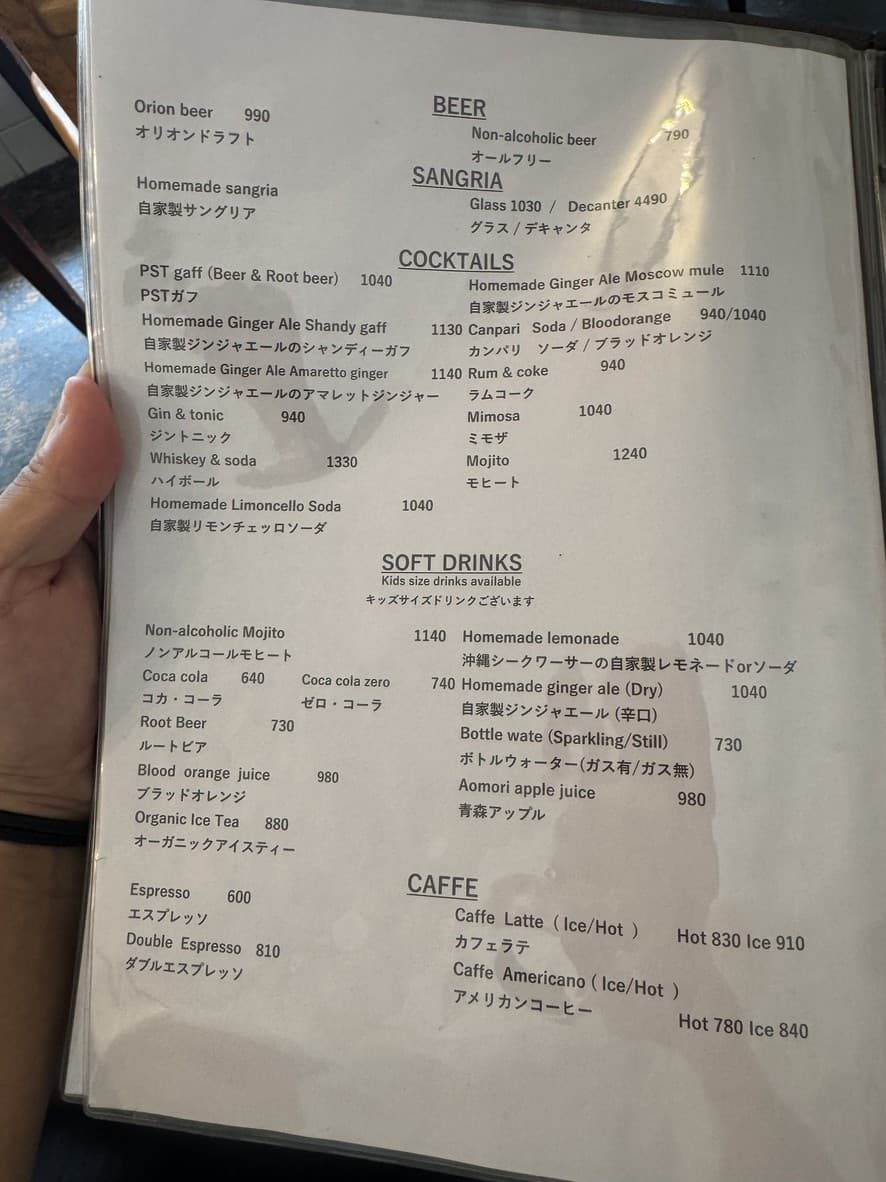 BEER
Orion beer 990
オリオンドラフト
Non-alcoholic beer 790
オールフリー
SANGRIA
Homemade sangria
自家製サングリア
Glass 1030 / Decanter 4490
グラス / デキャンタ
COCKTAILS
PST gaff (Beer & Root beer) 1040
PSTガフ
Homemade Ginger Ale Shandy gaff 1130
自家製ジンジャエールのシャンディーガフ
Homemade Ginger Ale Amaretto ginger 1140
自家製ジンジャエールのアマレットジンジャー
Gin & tonic 940
ジントニック
Whiskey & soda 1330
ハイボール
Homemade Limoncello Soda 1040
自家製リモンチェッロソーダ
Homemade Ginger Ale Moscow mule 1110
自家製ジンジャエールのモスコミュール
Canpari Soda / Bloodorange 940/1040
カンパリ ソーダ / ブラッドオレンジ
Rum & coke 940
ラムコーク
Mimosa 1040
ミモザ
Mojito 1240
モヒート
SOFT DRINKS
Kids size drinks available
キッズサイズドリンクございます
Non-alcoholic Mojito 1140
ノンアルコールモヒート
Coca cola 640 Coca cola zero 740
コカ・コーラ ゼロ・コーラ
Root Beer 730
ルートビア
Blood orange juice 980
ブラッドオレンジ
Organic Ice Tea 880
オーガニックアイスティー
Homemade lemonade 1040
沖縄シークワーサーの自家製レモネードorソーダ
Homemade ginger ale (Dry) 1040
自家製ジンジャエール (辛口)
Bottle wate (Sparkling/Still) 730
ボトルウォーター(ガス有/ガス無)
Aomori apple juice 980
青森アップル
CAFFE
Espresso 600
エスプレッソ
Double Espresso 810
ダブルエスプレッソ
Caffe Latte ( Ice/Hot ) Hot 830 Ice 910
カフェラテ
Caffe Americano ( Ice/Hot )
アメリカンコーヒー
Hot 780 Ice 840